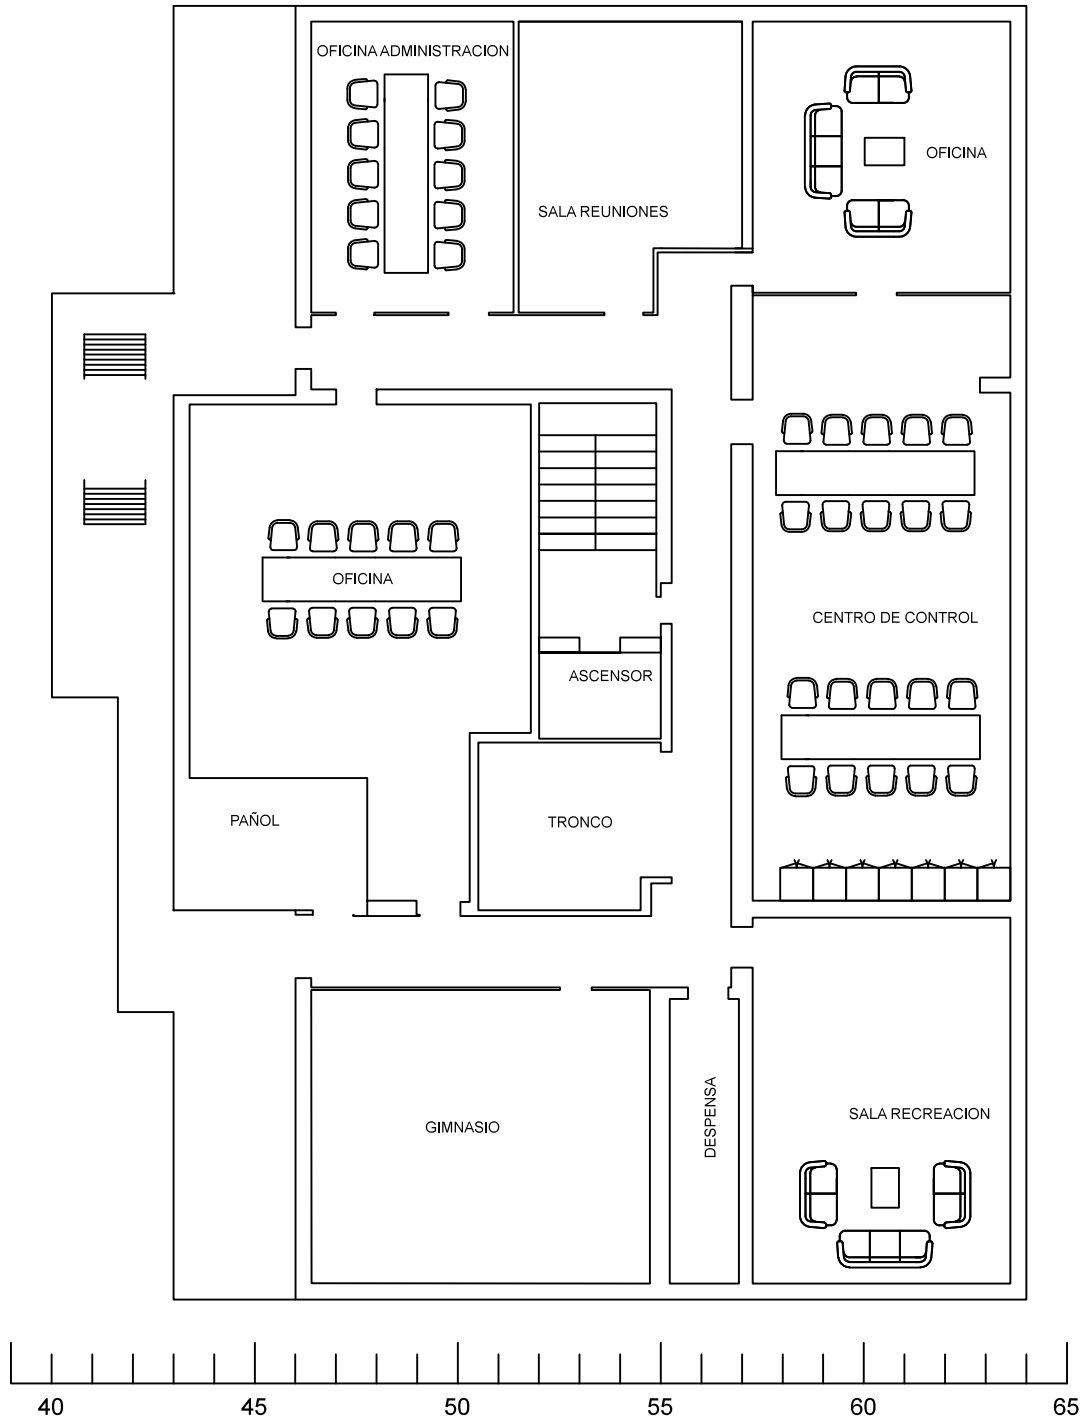 OFICINA ADMINISTRACION
OFICINA
SALA REUNIONES
OFICINA
CENTRO DE CONTROL
ASCENSOR
PAÑOL
TRONCO
DESPENSA
SALA RECREACION
GIMNASIO
40 45 50 55 60 65